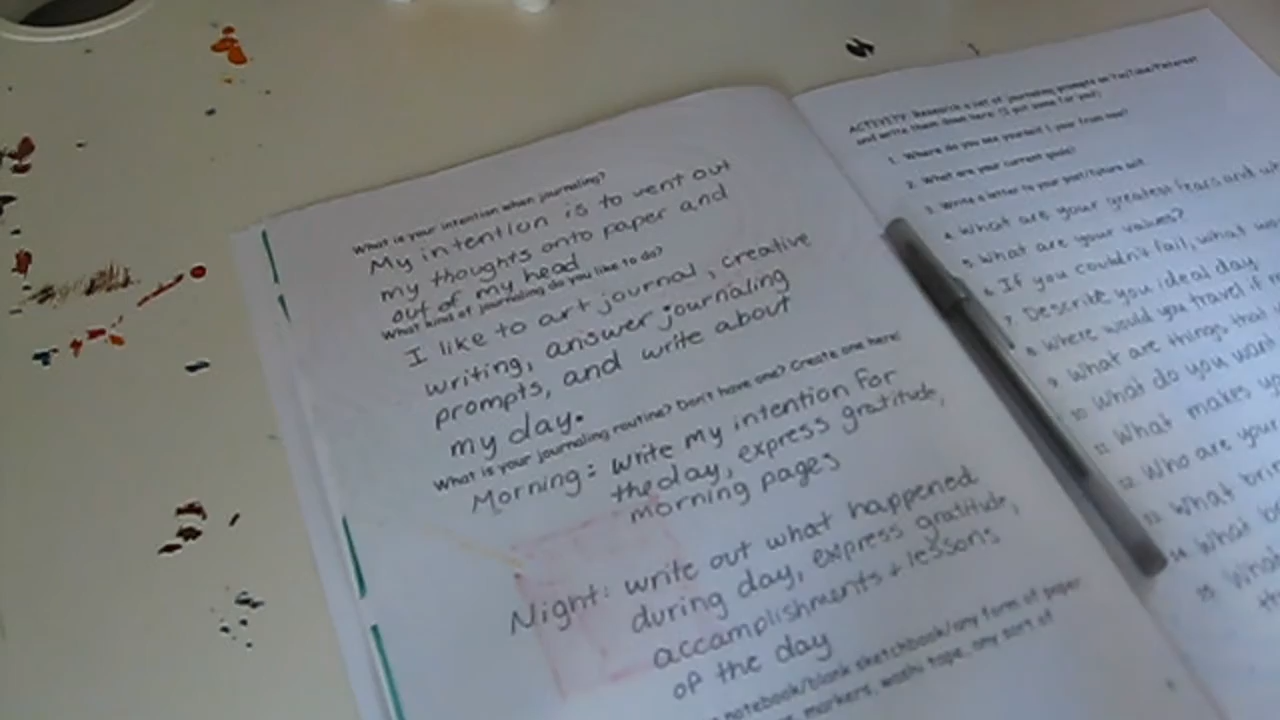 What is your intention when journaling?
My intention is to vent out
my thoughts onto paper and
out of my head
What kind of journaling do you like to do?
I like to art journal, creative
writing, answer journaling
prompts, and write about
my day.
What is your journaling routine? Don't have one? Create one here!
Morning: write my intention for
the day, express gratitude,
morning pages
Night: write out what happened
during day, express gratitude,
accamplishments + lessons
of the day
notebook/blank sketchbook/any form of paper
markers, washi tape, any sort of
ACTIVITY: Research a list of journaling prompts on YouTube/Pinterest
and write them down here: (I put some for you!)
1. Where do you see yourself 1 year from now?
2. What are your current goals?
3. Write a letter to your past/future self
4. What are your greatest fears and
5. What are your values?
6. If you couldn't fail, what
7. Describe you ideal day
8. Where would you travel if
9. What are things that
10. What do you want
11. What makes
12. Who are your
13. What
14. What
15. What